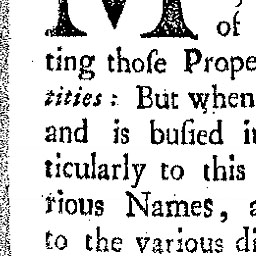 M
of
ting thoſe Prope
tities: But when
and is buſied i
ticularly to this
rious Names, a
to the various di